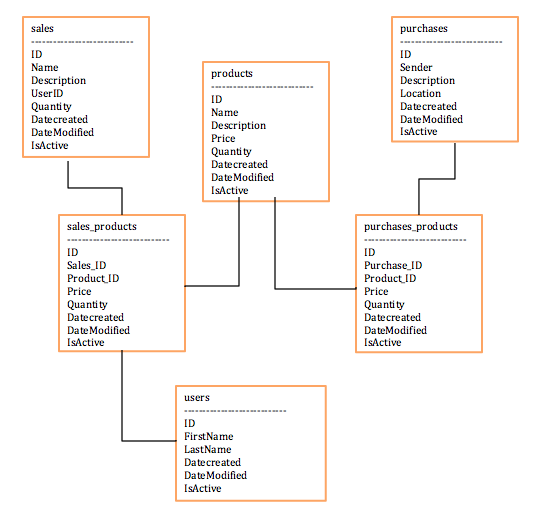 sales
----------------------------
ID
Name
Description
UserID
Quantity
Datecreated
DateModified
IsActive
products
----------------------------
ID
Name
Description
Price
Quantity
Datecreated
DateModified
IsActive
purchases
----------------------------
ID
Sender
Description
Location
Datecreated
DateModified
IsActive
sales_products
----------------------------
ID
Sales_ID
Product_ID
Price
Quantity
Datecreated
DateModified
IsActive
purchases_products
----------------------------
ID
Purchase_ID
Product_ID
Price
Quantity
Datecreated
DateModified
IsActive
users
----------------------------
ID
FirstName
LastName
Datecreated
DateModified
IsActive